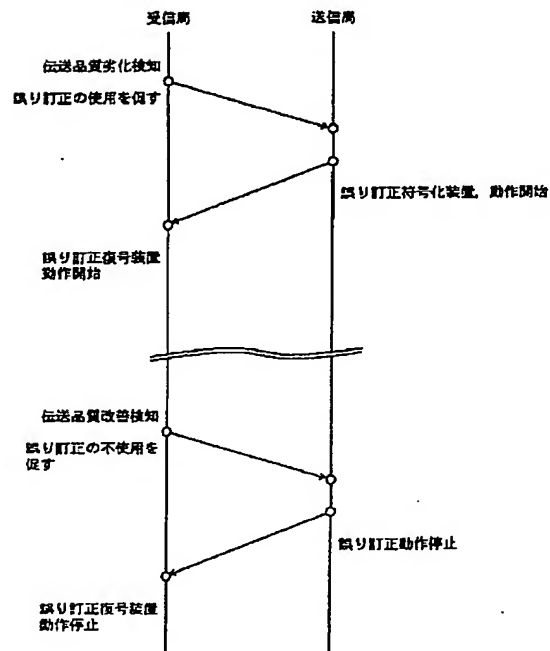 受信局
送信局
伝送品質劣化検知
誤り訂正の使用を促す
誤り訂正符号化装置，動作開始
誤り訂正復号装置
動作開始
伝送品質改善検知
誤り訂正の不使用を
促す
誤り訂正動作停止
誤り訂正復号装置
動作停止